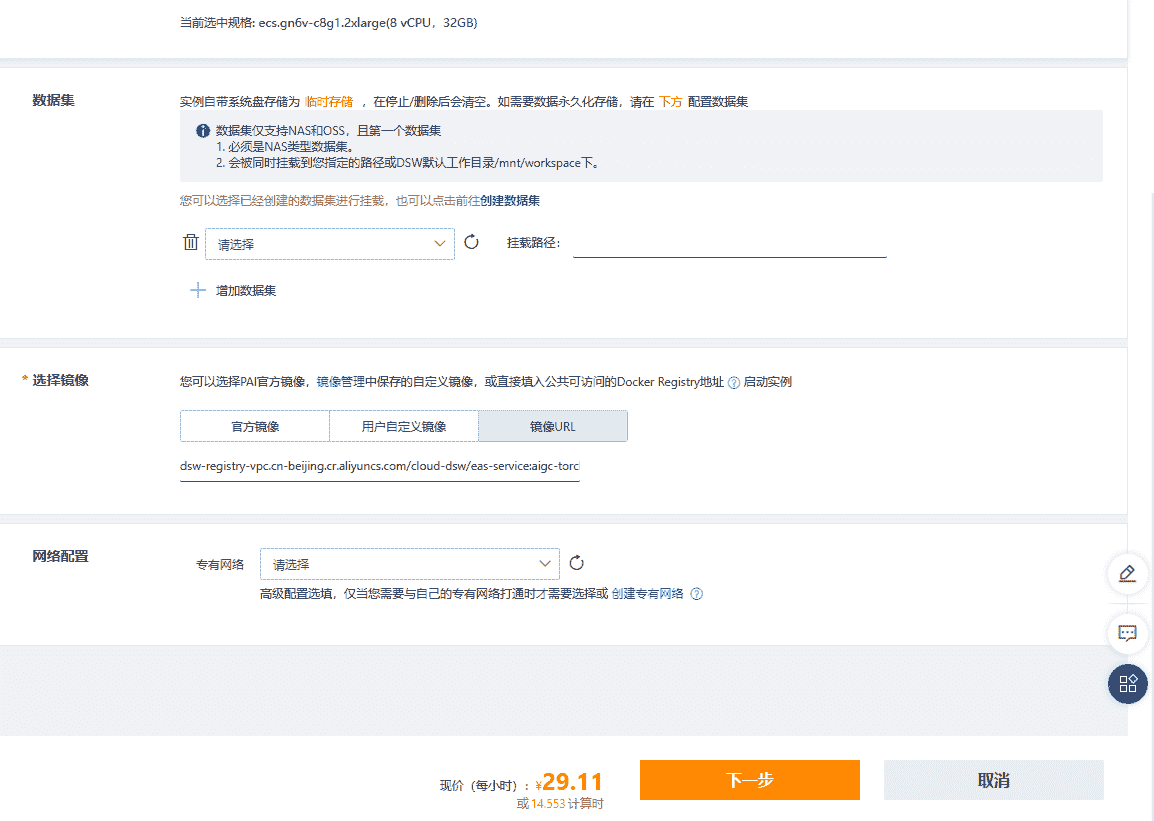 当前选中规格: ecs.gn6v-c8g1.2xlarge(8 vCPU，32GB)
数据集
实例自带系统盘存储为 临时存储 ，在停止/删除后会清空。如需要数据永久化存储，请在 下方 配置数据集
数据集仅支持NAS和OSS，且第一个数据集
1. 必须是NAS类型数据集。
2. 会被同时挂载到您指定的路径或DSW默认工作目录/mnt/workspace下。
您可以选择已经创建的数据集进行挂载，也可以点击前往创建数据集
请选择
挂载路径:
增加数据集
* 选择镜像
您可以选择PAI官方镜像，镜像管理中保存的自定义镜像，或直接填入公共可访问的Docker Registry地址 ? 启动实例
官方镜像
用户自定义镜像
镜像URL
dsw-registry-vpc.cn-beijing.cr.aliyuncs.com/cloud-dsw/eas-service:aigc-torc
网络配置
专有网络
请选择
高级配置选填，仅当您需要与自己的专有网络打通时才需要选择或 创建专有网络 ?
现价（每小时）: ¥29.11
或 14.553 计算时
下一步
取消